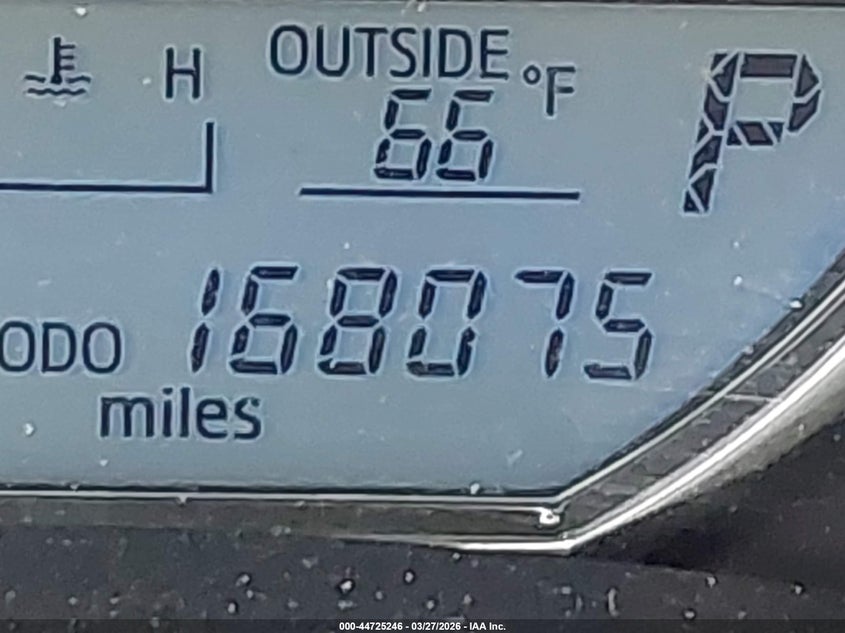 H
OUTSIDE
66 °F
P
ODO 168075
miles
000-44725246 - 03/27/2026 - IAA Inc.